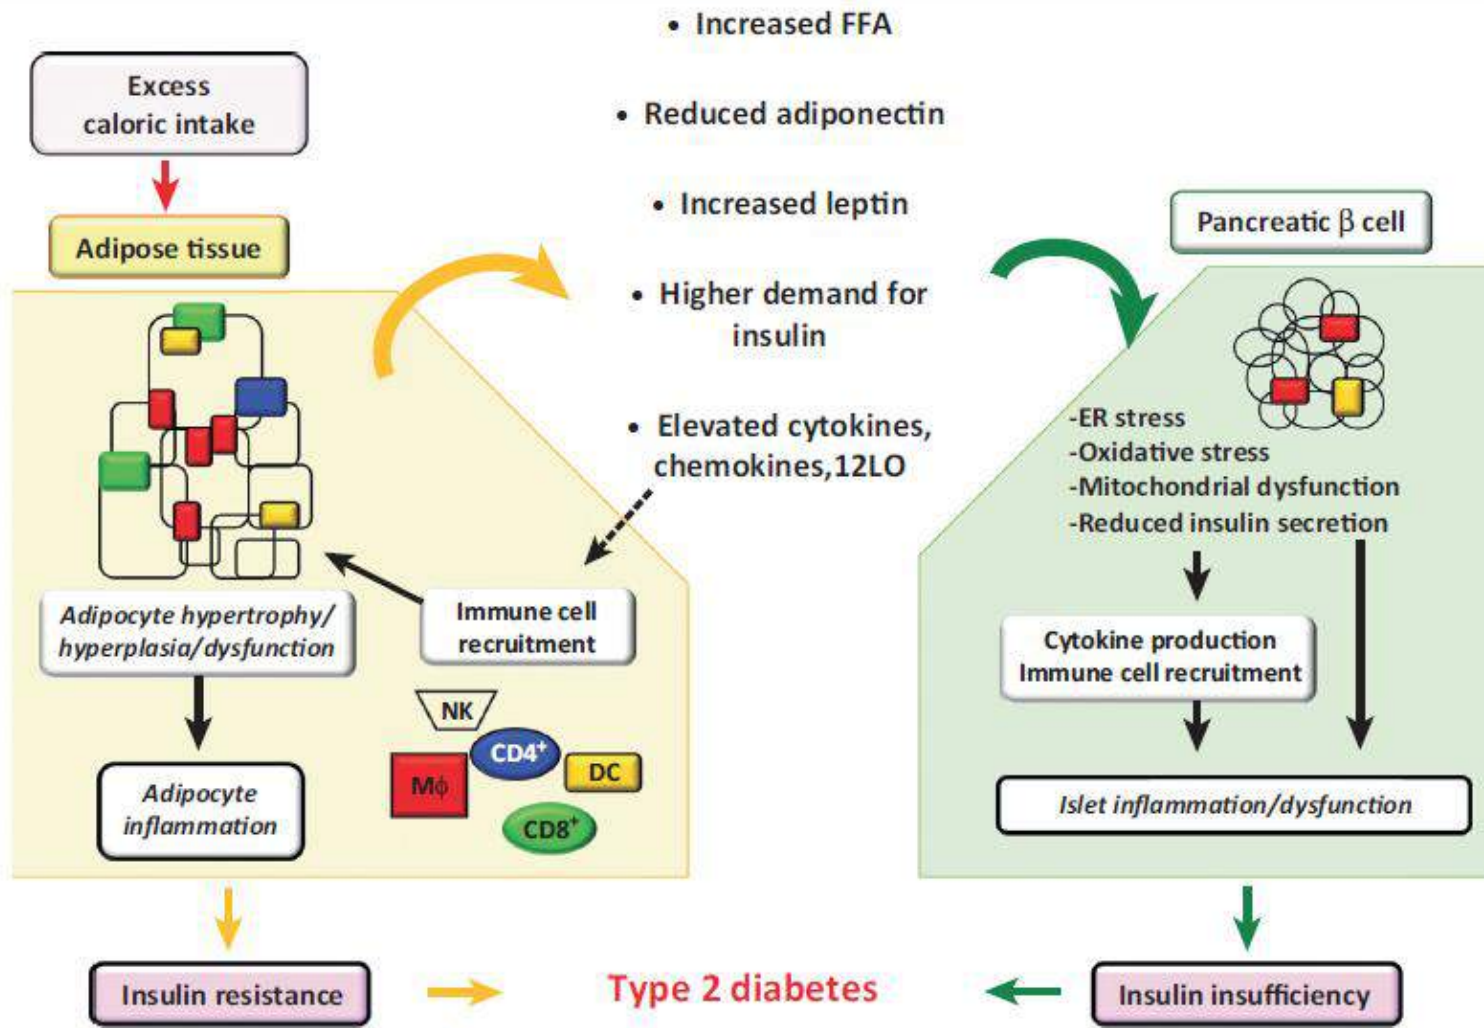 Excess
caloric intake
Adipose tissue
• Increased FFA
• Reduced adiponectin
• Increased leptin
• Higher demand for
insulin
• Elevated cytokines,
chemokines,12LO
Adipocyte hypertrophy/
hyperplasia/dysfunction
Immune cell
recruitment
NK
CD4⁺
Mϕ
DC
CD8⁺
Adipocyte
inflammation
Insulin resistance
Pancreatic β cell
-ER stress
-Oxidative stress
-Mitochondrial dysfunction
-Reduced insulin secretion
Cytokine production
Immune cell recruitment
Islet inflammation/dysfunction
Insulin insufficiency
Type 2 diabetes